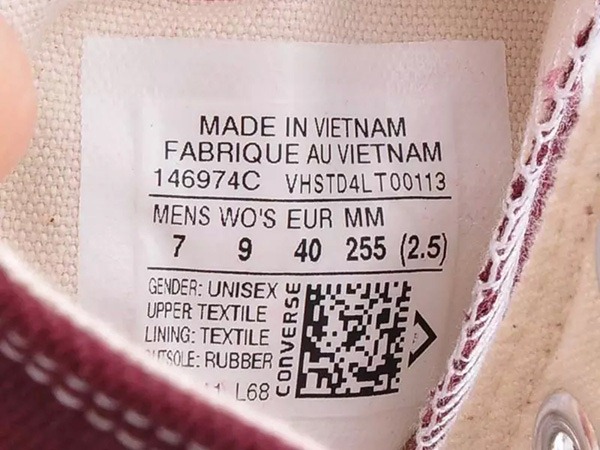 MADE IN VIETNAM
FABRIQUE AU VIETNAM
146974C VHSTD4LT00113
MENS WO'S EUR MM
7 9 40 255 (2.5)
GENDER: UNISEX
UPPER: TEXTILE
LINING: TEXTILE
RUBBER
L68
CONVERSE